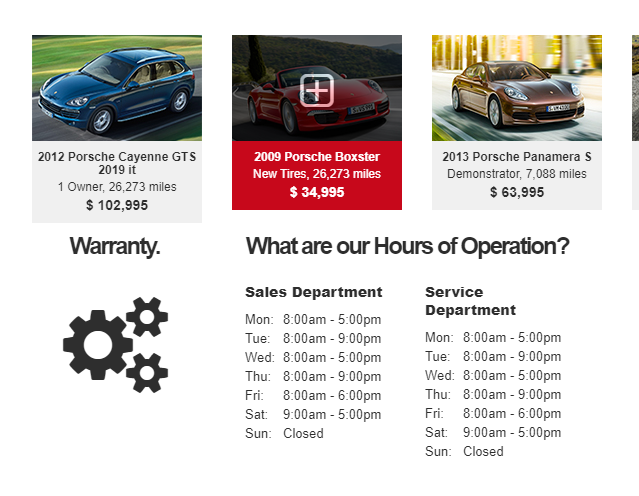 2012 Porsche Cayenne GTS
2019 it
1 Owner, 26,273 miles
$ 102,995
2009 Porsche Boxster
New Tires, 26,273 miles
$ 34,995
2013 Porsche Panamera S
Demonstrator, 7,088 miles
$ 63,995
Warranty.
What are our Hours of Operation?
Sales Department
Mon: 8:00am - 5:00pm
Tue: 8:00am - 9:00pm
Wed: 8:00am - 5:00pm
Thu: 8:00am - 9:00pm
Fri: 8:00am - 6:00pm
Sat: 9:00am - 5:00pm
Sun: Closed
Service
Department
Mon: 8:00am - 5:00pm
Tue: 8:00am - 9:00pm
Wed: 8:00am - 5:00pm
Thu: 8:00am - 9:00pm
Fri: 8:00am - 6:00pm
Sat: 9:00am - 5:00pm
Sun: Closed